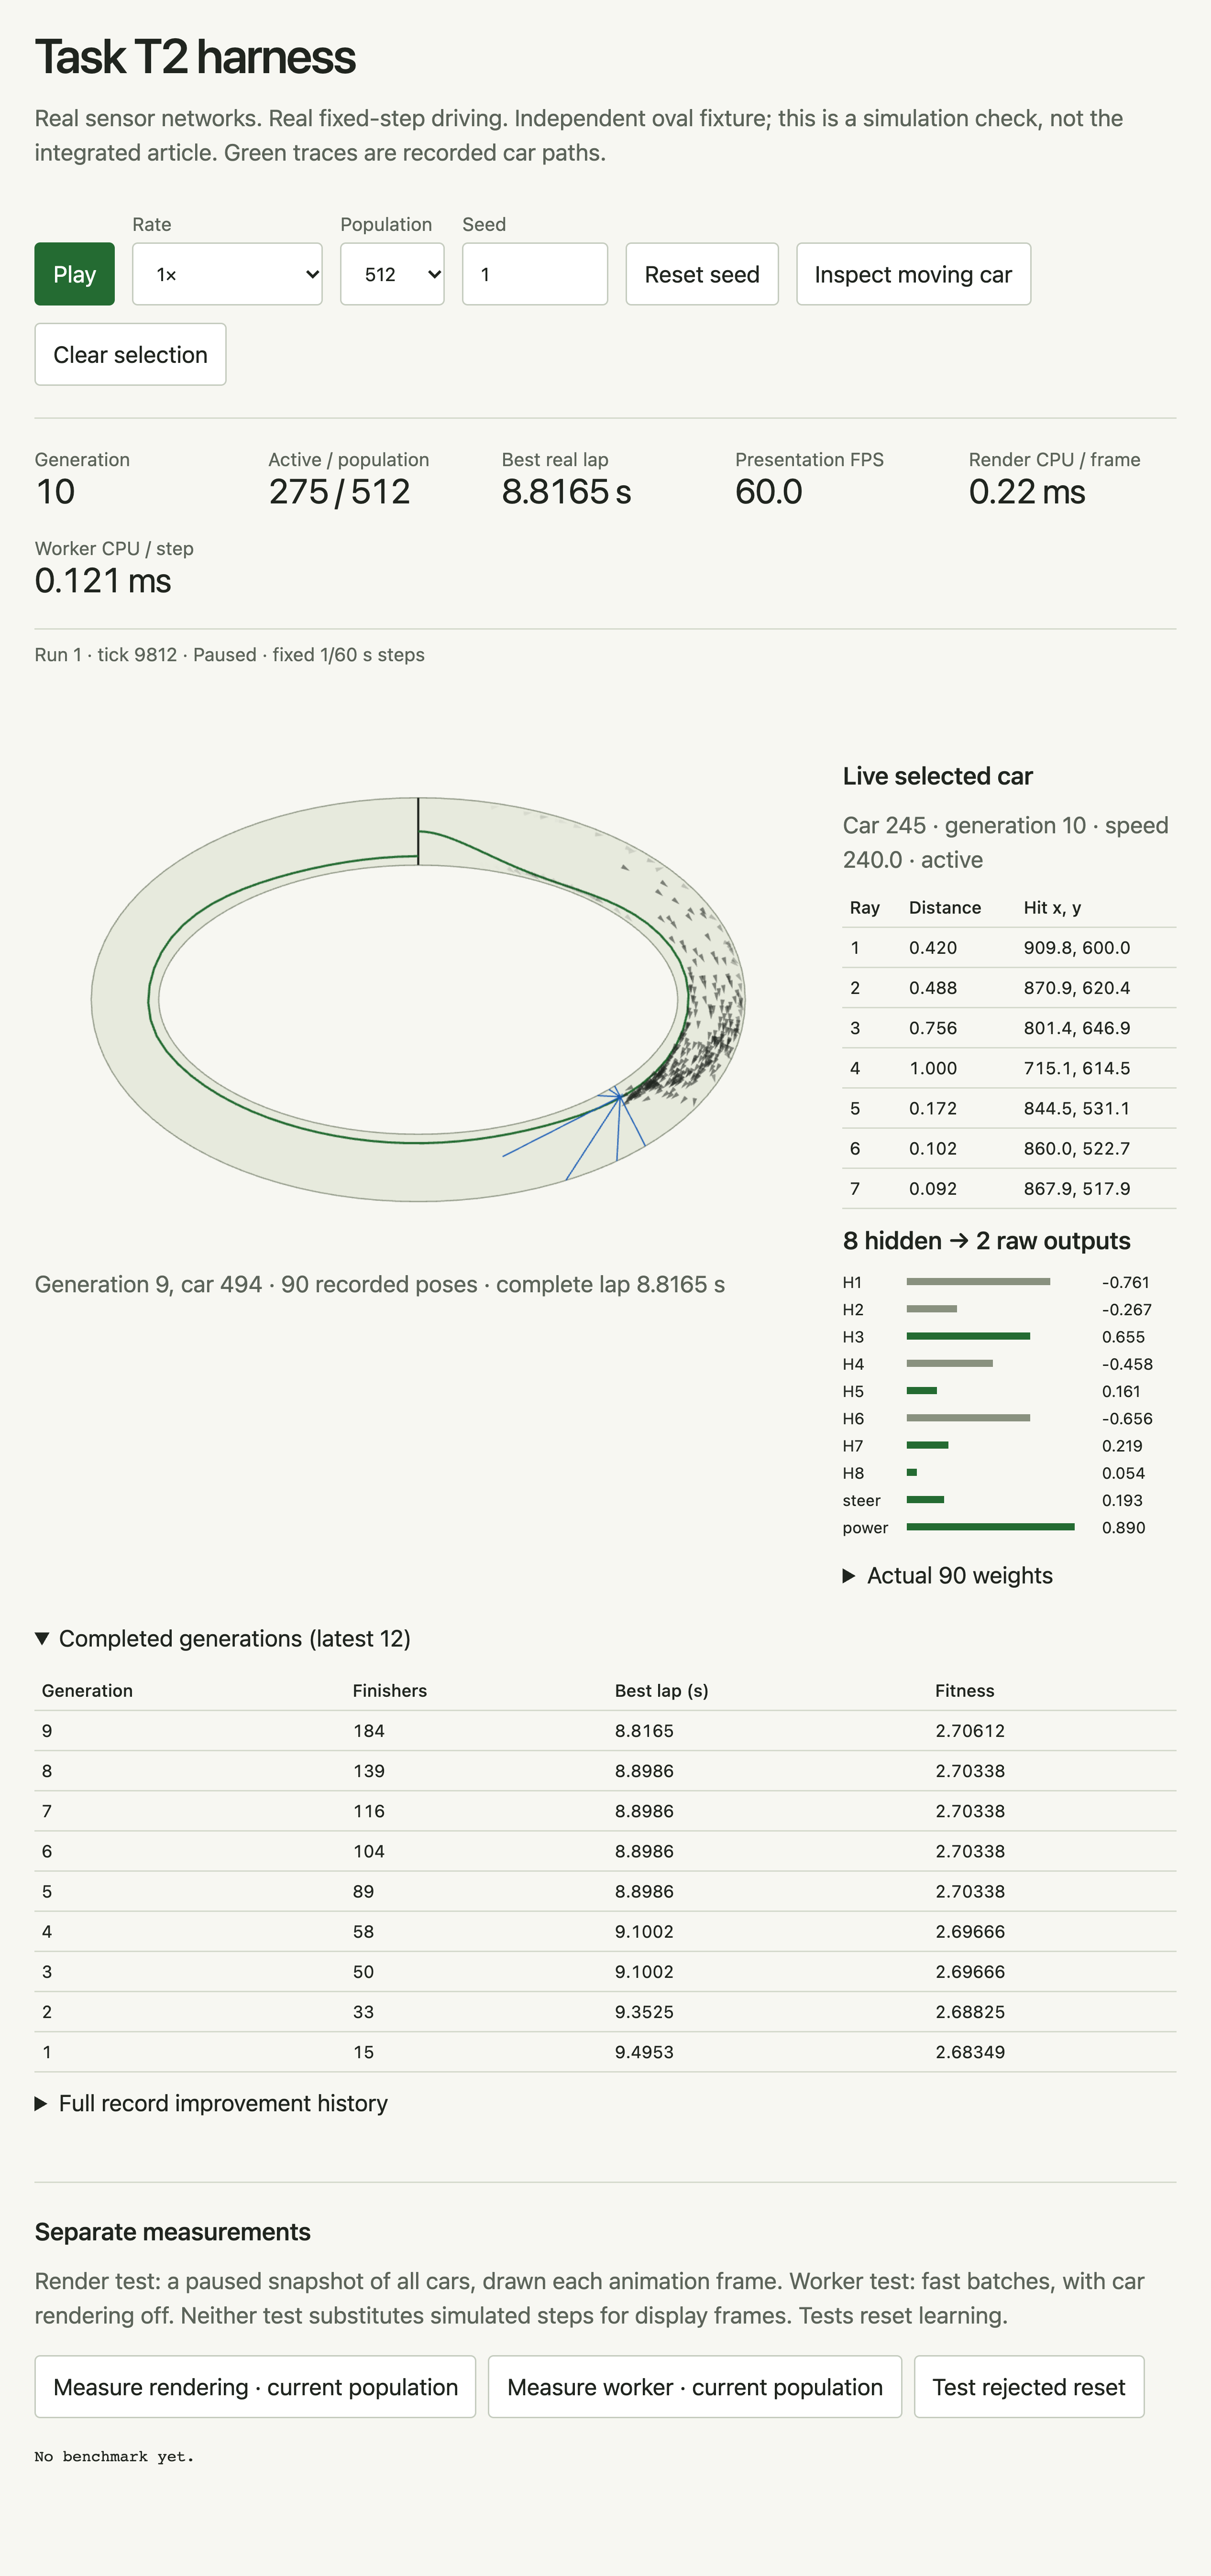 Task T2 harness
Real sensor networks. Real fixed-step driving. Independent oval fixture; this is a simulation check, not the
integrated article. Green traces are recorded car paths.
Rate
Population
Seed
Play
1×
512
1
Reset seed
Inspect moving car
Clear selection
Generation
10
Active / population
275 / 512
Best real lap
8.8165 s
Presentation FPS
60.0
Render CPU / frame
0.22 ms
Worker CPU / step
0.121 ms
Run 1 · tick 9812 · Paused · fixed 1/60 s steps
Generation 9, car 494 · 90 recorded poses · complete lap 8.8165 s
Live selected car
Car 245 · generation 10 · speed
240.0 · active
Ray Distance Hit x, y
1 0.420 909.8, 600.0
2 0.488 870.9, 620.4
3 0.756 801.4, 646.9
4 1.000 715.1, 614.5
5 0.172 844.5, 531.1
6 0.102 860.0, 522.7
7 0.092 867.9, 517.9
8 hidden → 2 raw outputs
H1 -0.761
H2 -0.267
H3 0.655
H4 -0.458
H5 0.161
H6 -0.656
H7 0.219
H8 0.054
steer 0.193
power 0.890
▶ Actual 90 weights
▼ Completed generations (latest 12)
Generation Finishers Best lap (s) Fitness
9 184 8.8165 2.70612
8 139 8.8986 2.70338
7 116 8.8986 2.70338
6 104 8.8986 2.70338
5 89 8.8986 2.70338
4 58 9.1002 2.69666
3 50 9.1002 2.69666
2 33 9.3525 2.68825
1 15 9.4953 2.68349
▶ Full record improvement history
Separate measurements
Render test: a paused snapshot of all cars, drawn each animation frame. Worker test: fast batches, with car
rendering off. Neither test substitutes simulated steps for display frames. Tests reset learning.
Measure rendering · current population
Measure worker · current population
Test rejected reset
No benchmark yet.